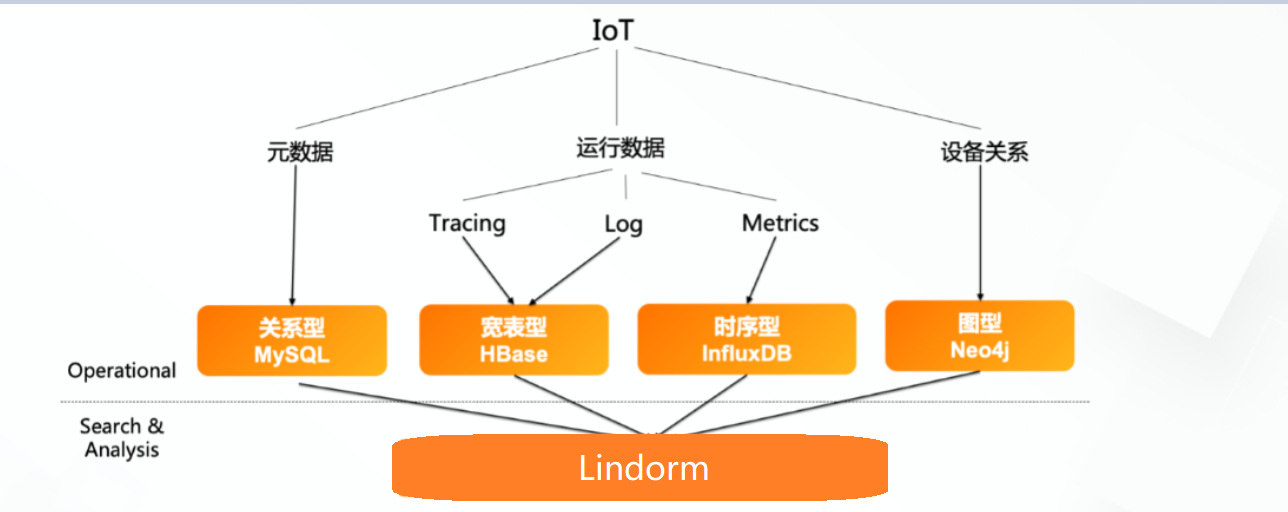 IoT
元数据
运行数据
设备关系
Tracing
Log
Metrics
关系型
MySQL
宽表型
HBase
时序型
InfluxDB
图型
Neo4j
Operational
Search &
Analysis
Lindorm